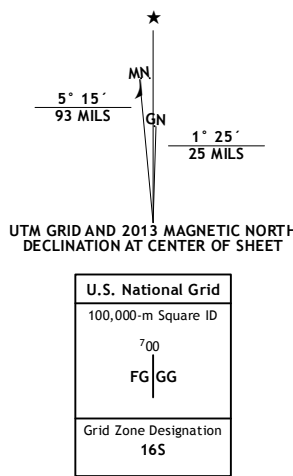 ★
MN
5° 15´
93 MILS
GN
1° 25´
25 MILS
UTM GRID AND 2013 MAGNETIC NORTH
DECLINATION AT CENTER OF SHEET
U.S. National Grid
100,000-m Square ID
⁷00
FG GG
Grid Zone Designation
16S